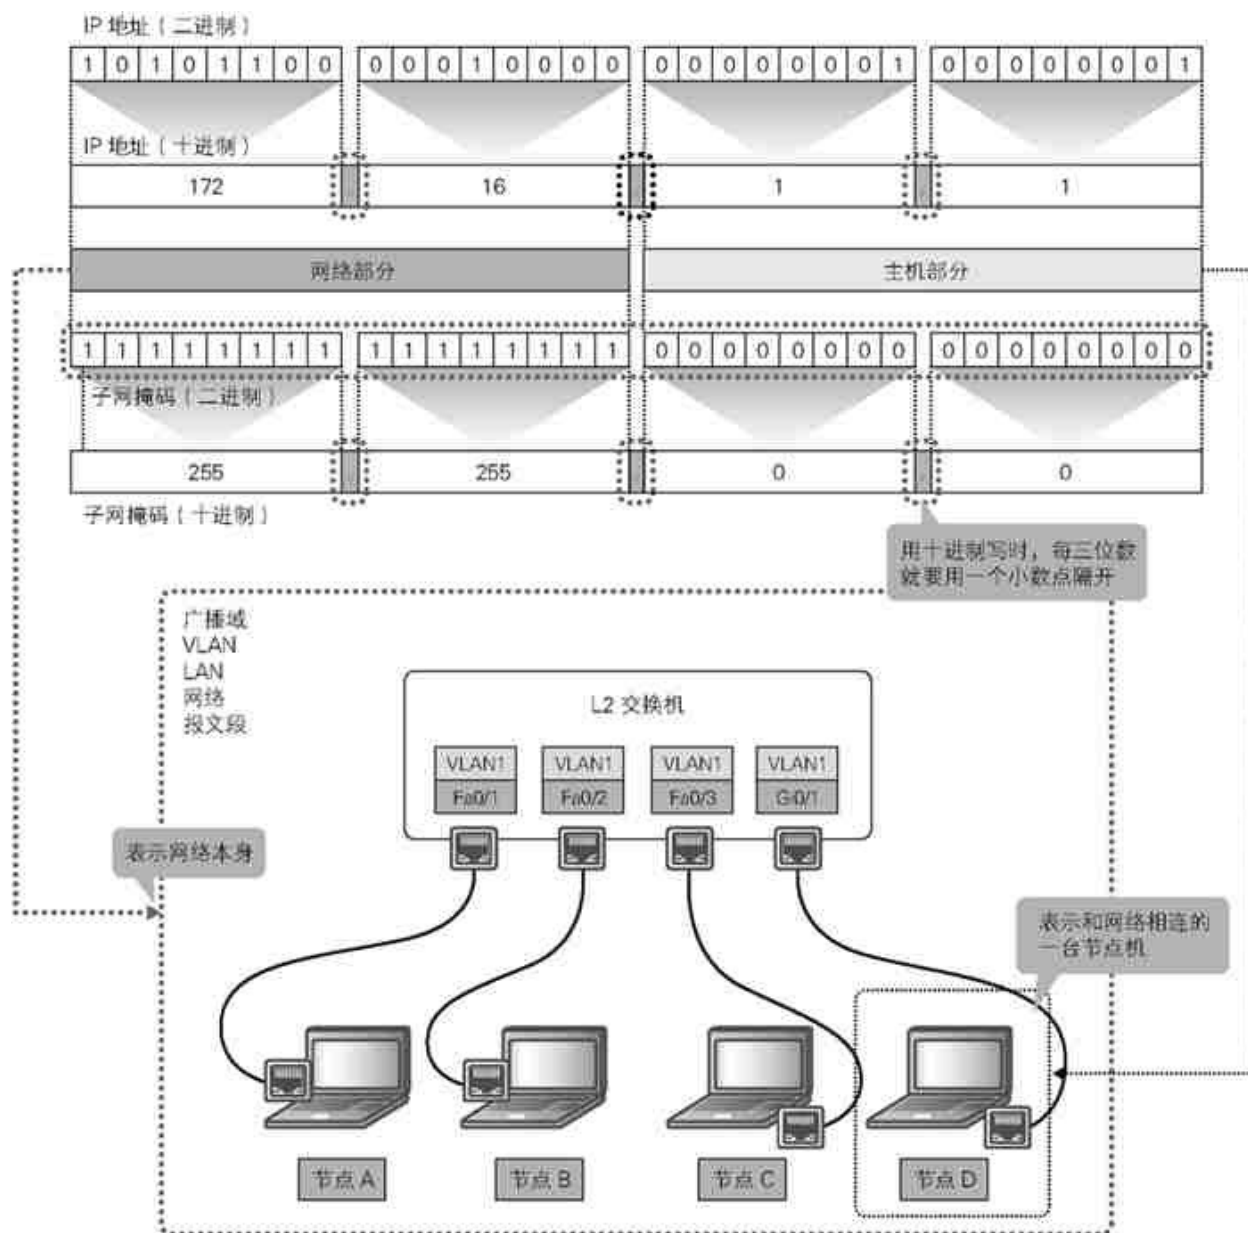 IP 地址（二进制）
1 0 1 0 1 1 0 0 0 0 0 1 0 0 0 0 0 0 0 0 0 0 0 1 0 0 0 0 0 0 0 1
IP 地址（十进制）
172 16 1 1
网络部分 主机部分
1 1 1 1 1 1 1 1 1 1 1 1 1 1 1 1 0 0 0 0 0 0 0 0 0 0 0 0 0 0 0 0
子网掩码（二进制）
255 255 0 0
子网掩码（十进制）
用十进制写时，每三位数
就要用一个小数点隔开
广播域
VLAN
LAN
网络
报文段
L2 交换机
VLAN1 VLAN1 VLAN1 VLAN1
Fa0/1 Fa0/2 Fa0/3 Gi0/1
表示网络本身
表示和网络相连的
一台节点机
节点 A 节点 B 节点 C 节点 D